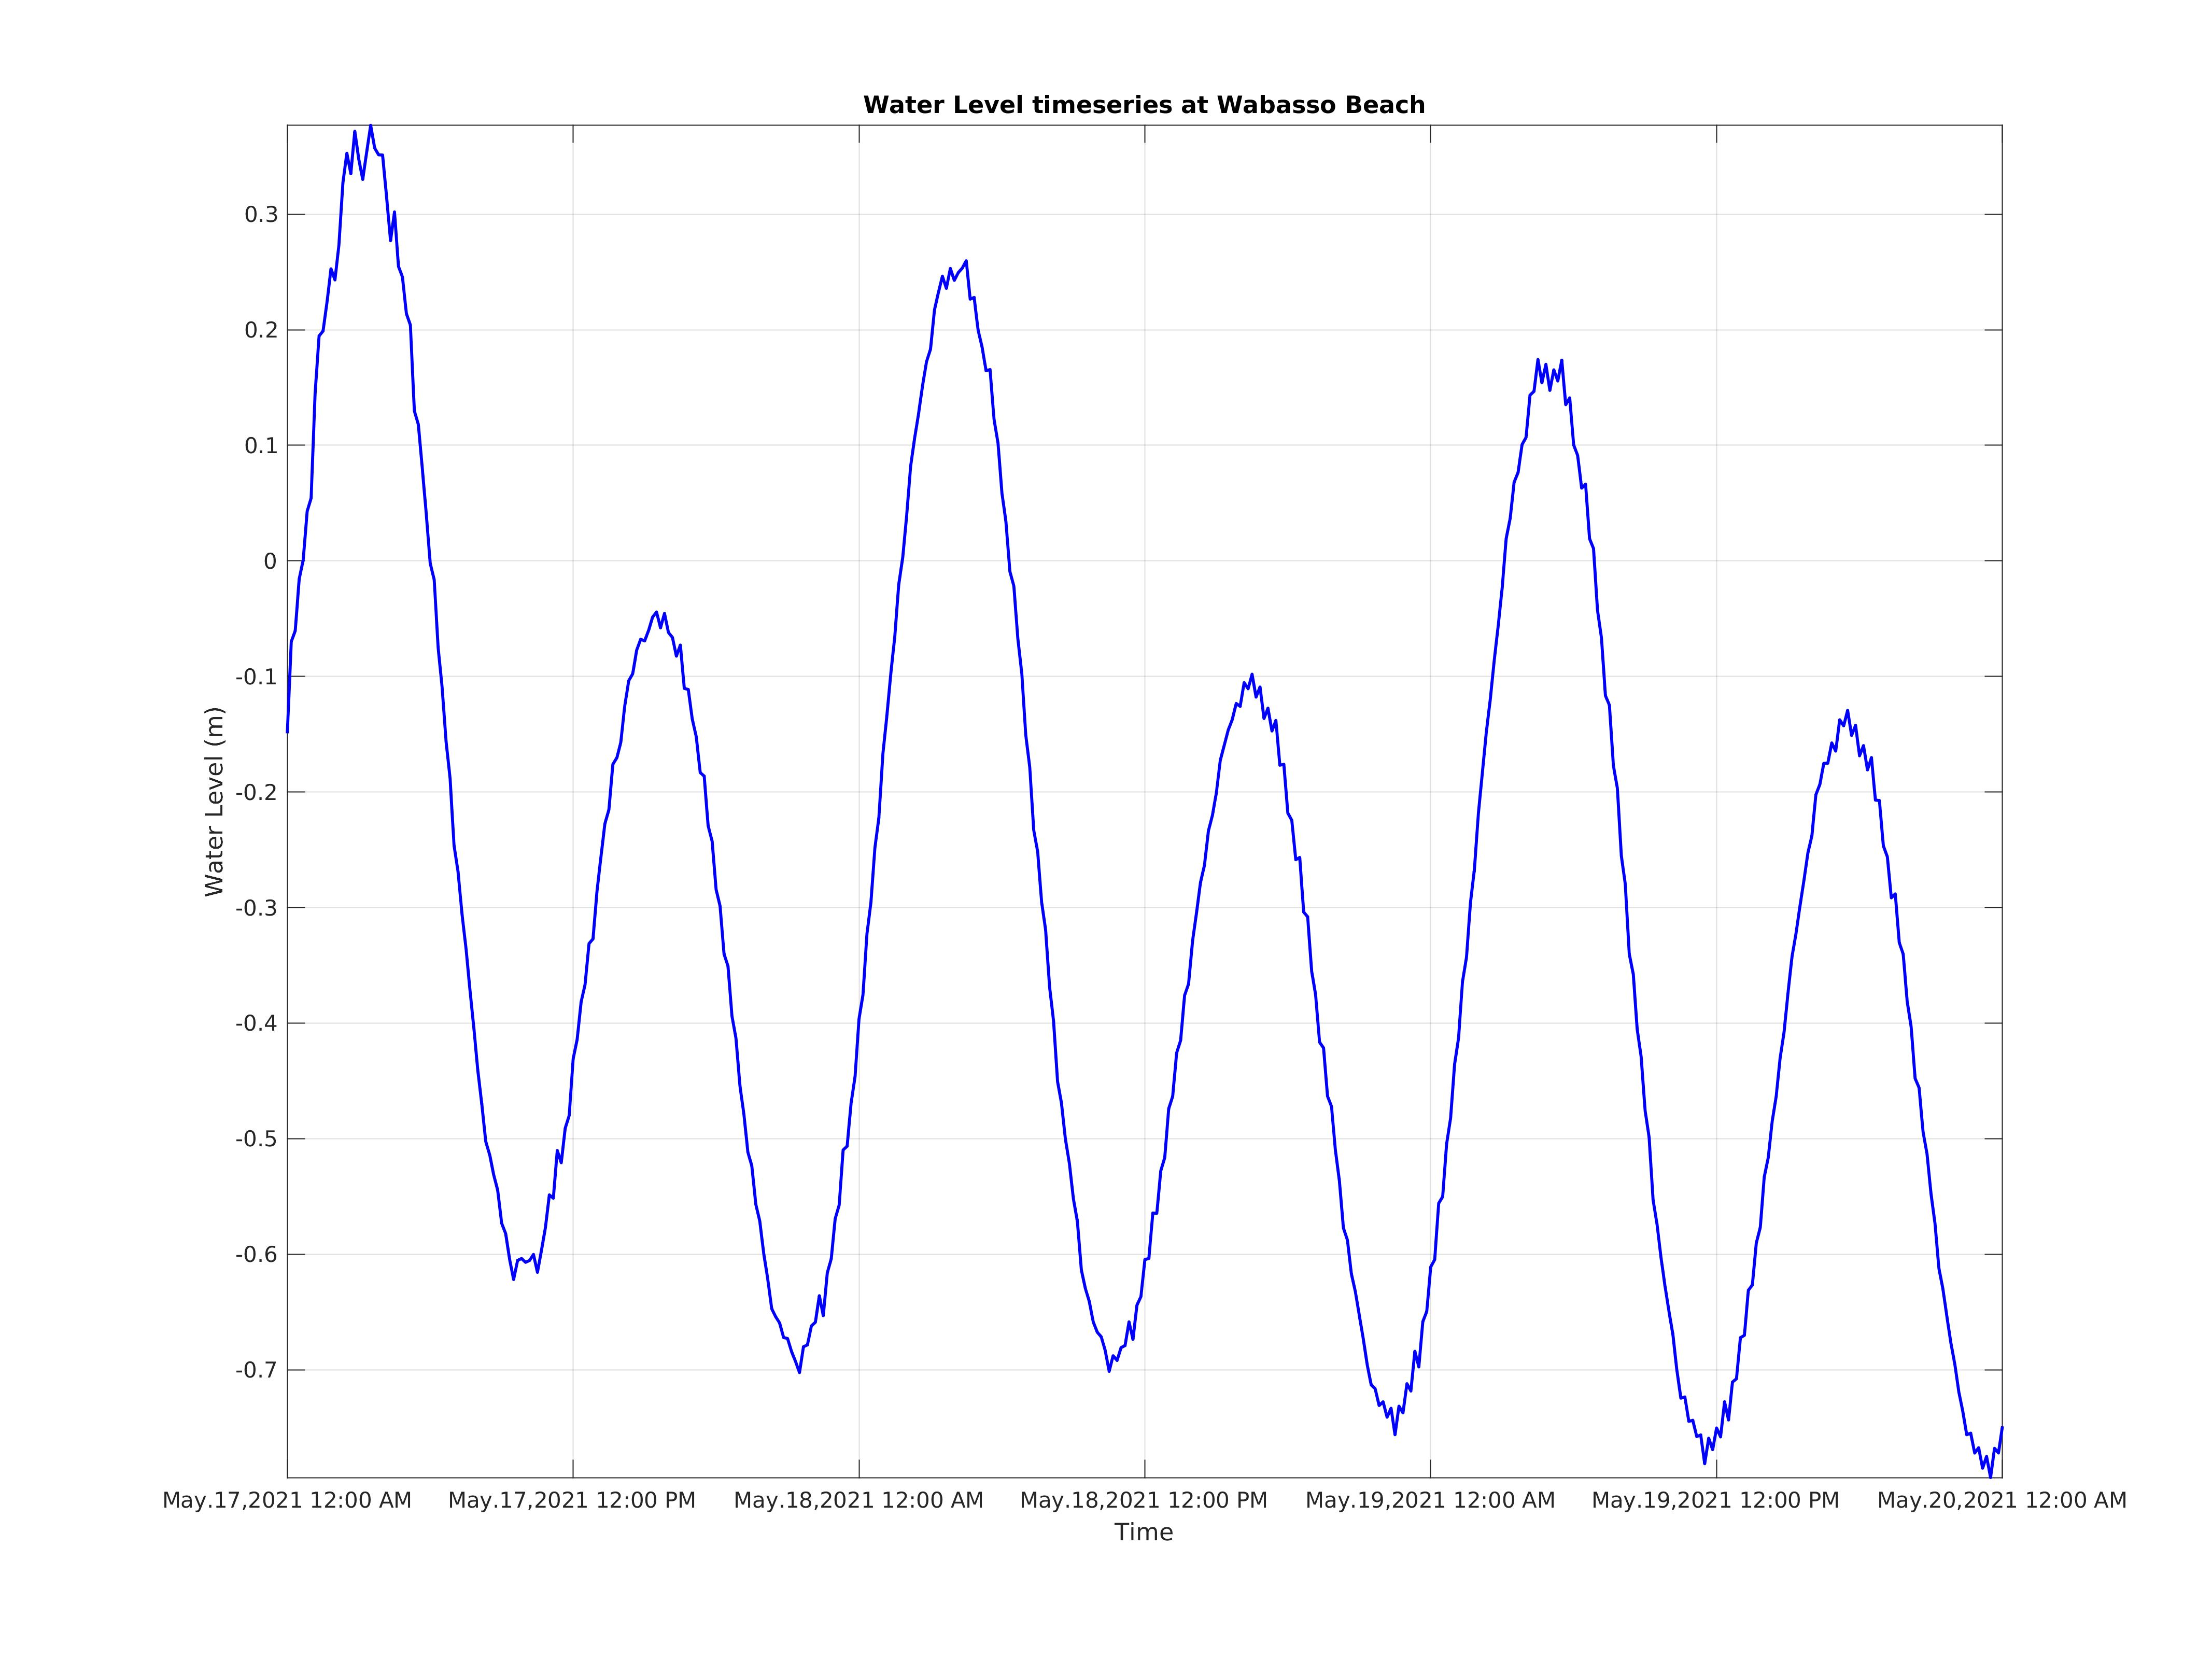 Water Level timeseries at Wabasso Beach
0.3
0.2
0.1
0
-0.1
-0.2
-0.3
-0.4
-0.5
-0.6
-0.7
Water Level (m)
May.17,2021 12:00 AM May.17,2021 12:00 PM May.18,2021 12:00 AM May.18,2021 12:00 PM May.19,2021 12:00 AM May.19,2021 12:00 PM May.20,2021 12:00 AM
Time